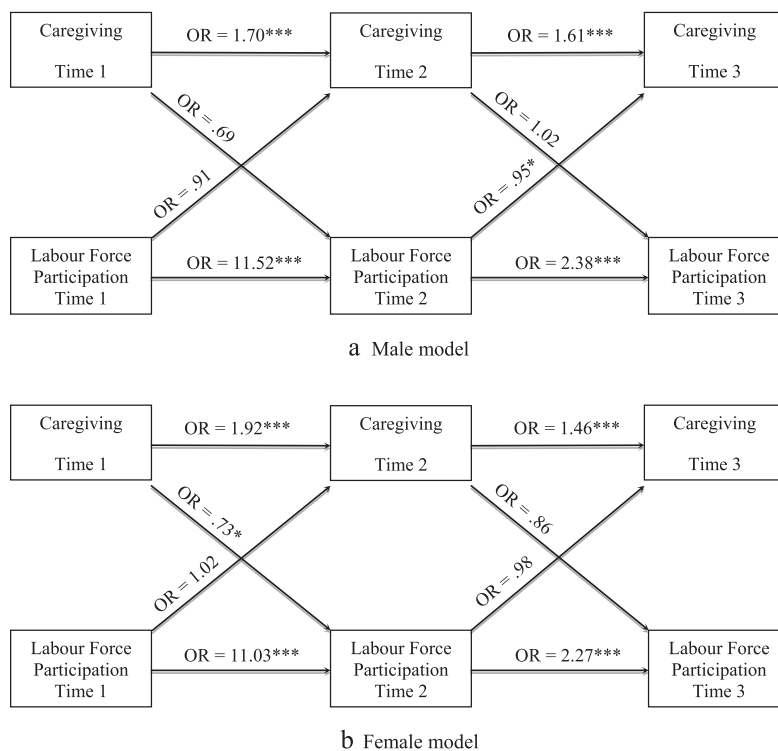 Caregiving
Time 1
OR = 1.70***
Caregiving
Time 2
OR = 1.61***
Caregiving
Time 3
OR = .69
OR = .91
OR = 1.02
OR = .95*
Labour Force
Participation
Time 1
OR = 11.52***
Labour Force
Participation
Time 2
OR = 2.38***
Labour Force
Participation
Time 3
a Male model
Caregiving
Time 1
OR = 1.92***
Caregiving
Time 2
OR = 1.46***
Caregiving
Time 3
OR = .73*
OR = 1.02
OR = .86
OR = .98
Labour Force
Participation
Time 1
OR = 11.03***
Labour Force
Participation
Time 2
OR = 2.27***
Labour Force
Participation
Time 3
b Female model